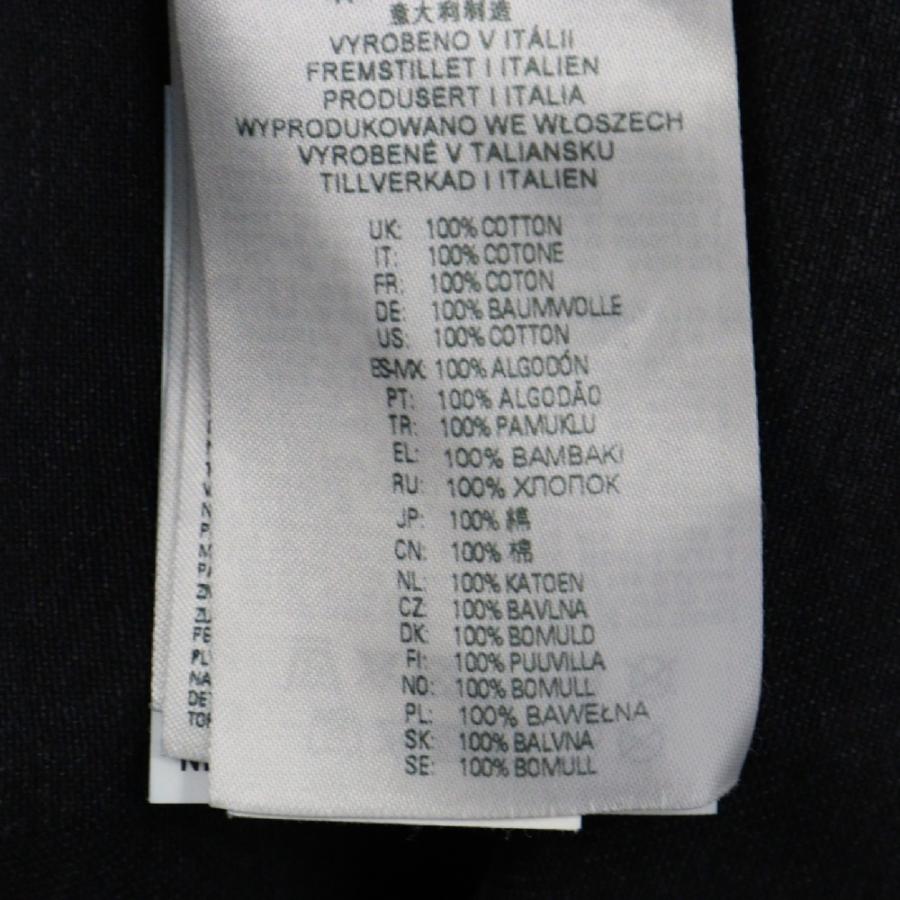 意大利制造
VYROBENO V ITÁLII
FREMSTILLET I ITALIEN
PRODUSERT I ITALIA
WYPRODUKOWANO WE WŁOSZECH
VYROBENÉ V TALIANSKU
TILLVERKAD I ITALIEN
UK: 100% COTTON
IT: 100% COTONE
FR: 100% COTON
DE: 100% BAUMWOLLE
US: 100% COTTON
ES-MX: 100% ALGODÓN
PT: 100% ALGODÃO
TR: 100% PAMUKLU
EL: 100% BAMBAKI
RU: 100% ХЛОПОК
JP: 100% 綿
CN: 100% 棉
NL: 100% KATOEN
CZ: 100% BAVLNA
DK: 100% BOMULD
FI: 100% PUUVILLA
NO: 100% BOMULL
PL: 100% BAWEŁNA
SK: 100% BALVNA
SE: 100% BOMULL